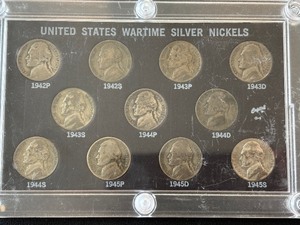 UNITED STATES WARTIME SILVER NICKELS
1942P 1942S 1943P 1943D
1943S 1944P 1944D
1944S 1945P 1945D 1945S